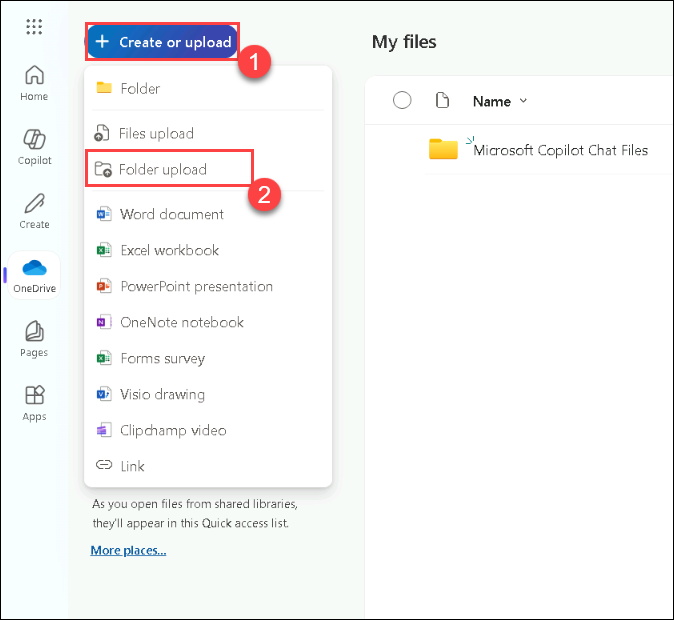 Home
Copilot
Create
OneDrive
Pages
Apps
+ Create or upload
1
Folder
Files upload
Folder upload
2
Word document
Excel workbook
PowerPoint presentation
OneNote notebook
Forms survey
Visio drawing
Clipchamp video
Link
As you open files from shared libraries,
they'll appear in this Quick access list.
More places...
My files
Name
Microsoft Copilot Chat Files